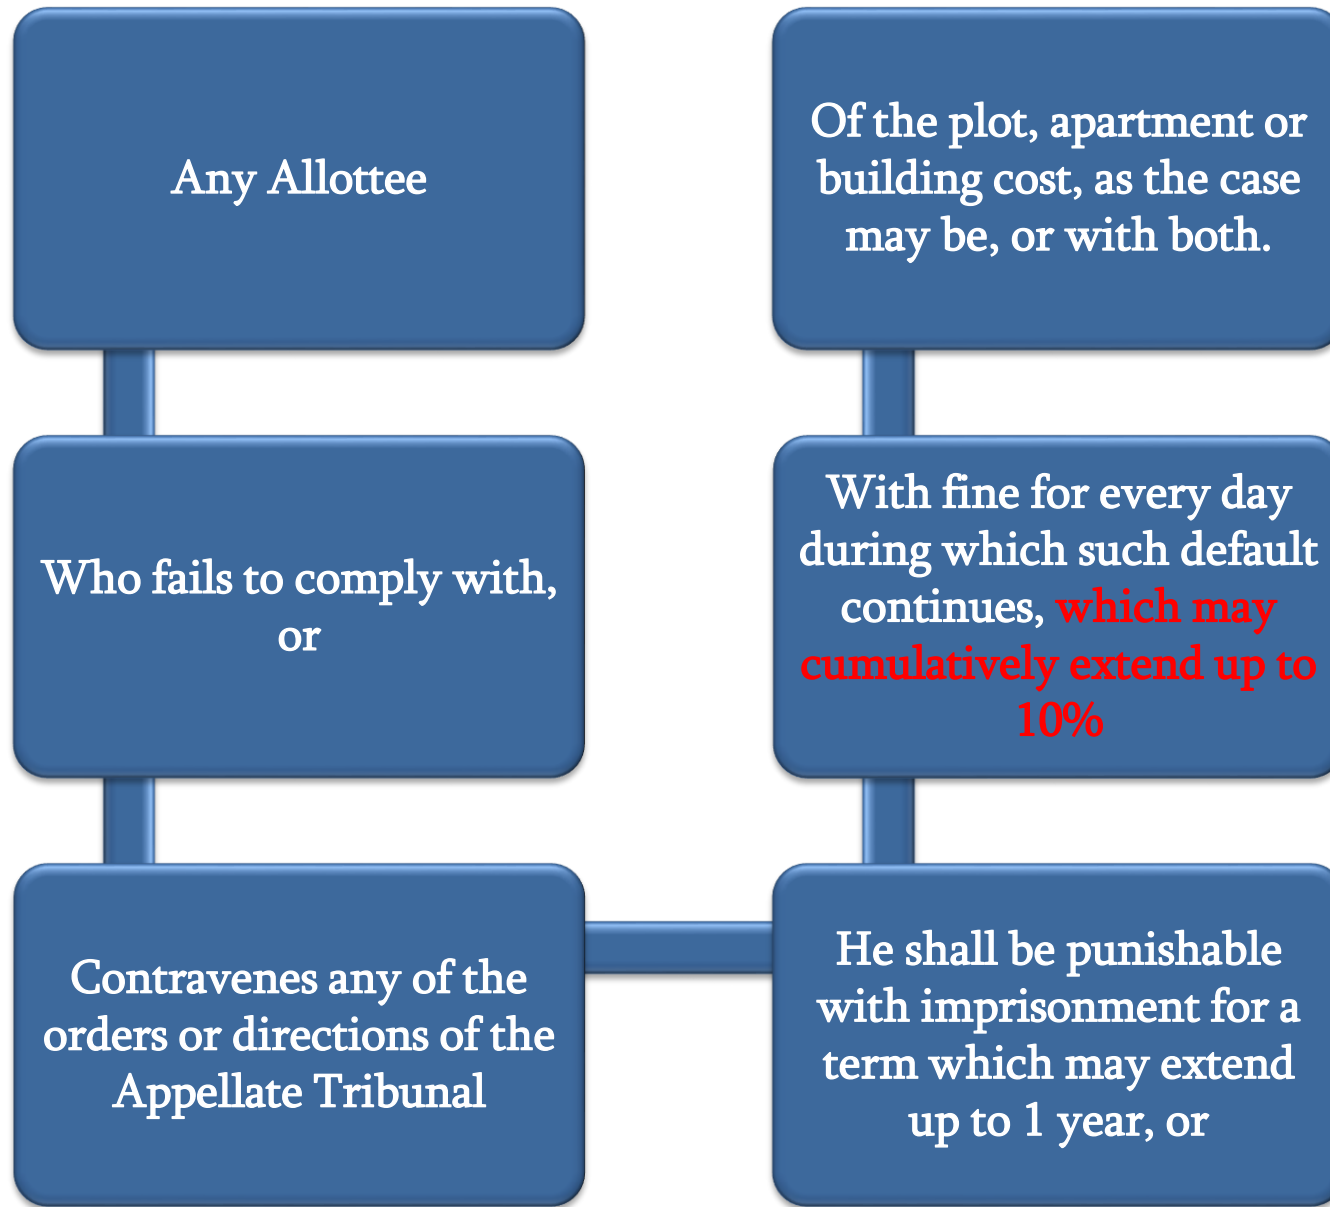 Any Allottee
Who fails to comply with,
or
Contravenes any of the
orders or directions of the
Appellate Tribunal
He shall be punishable
with imprisonment for a
term which may extend
up to 1 year, or
With fine for every day
during which such default
continues, which may
cumulatively extend up to
10%
Of the plot, apartment or
building cost, as the case
may be, or with both.